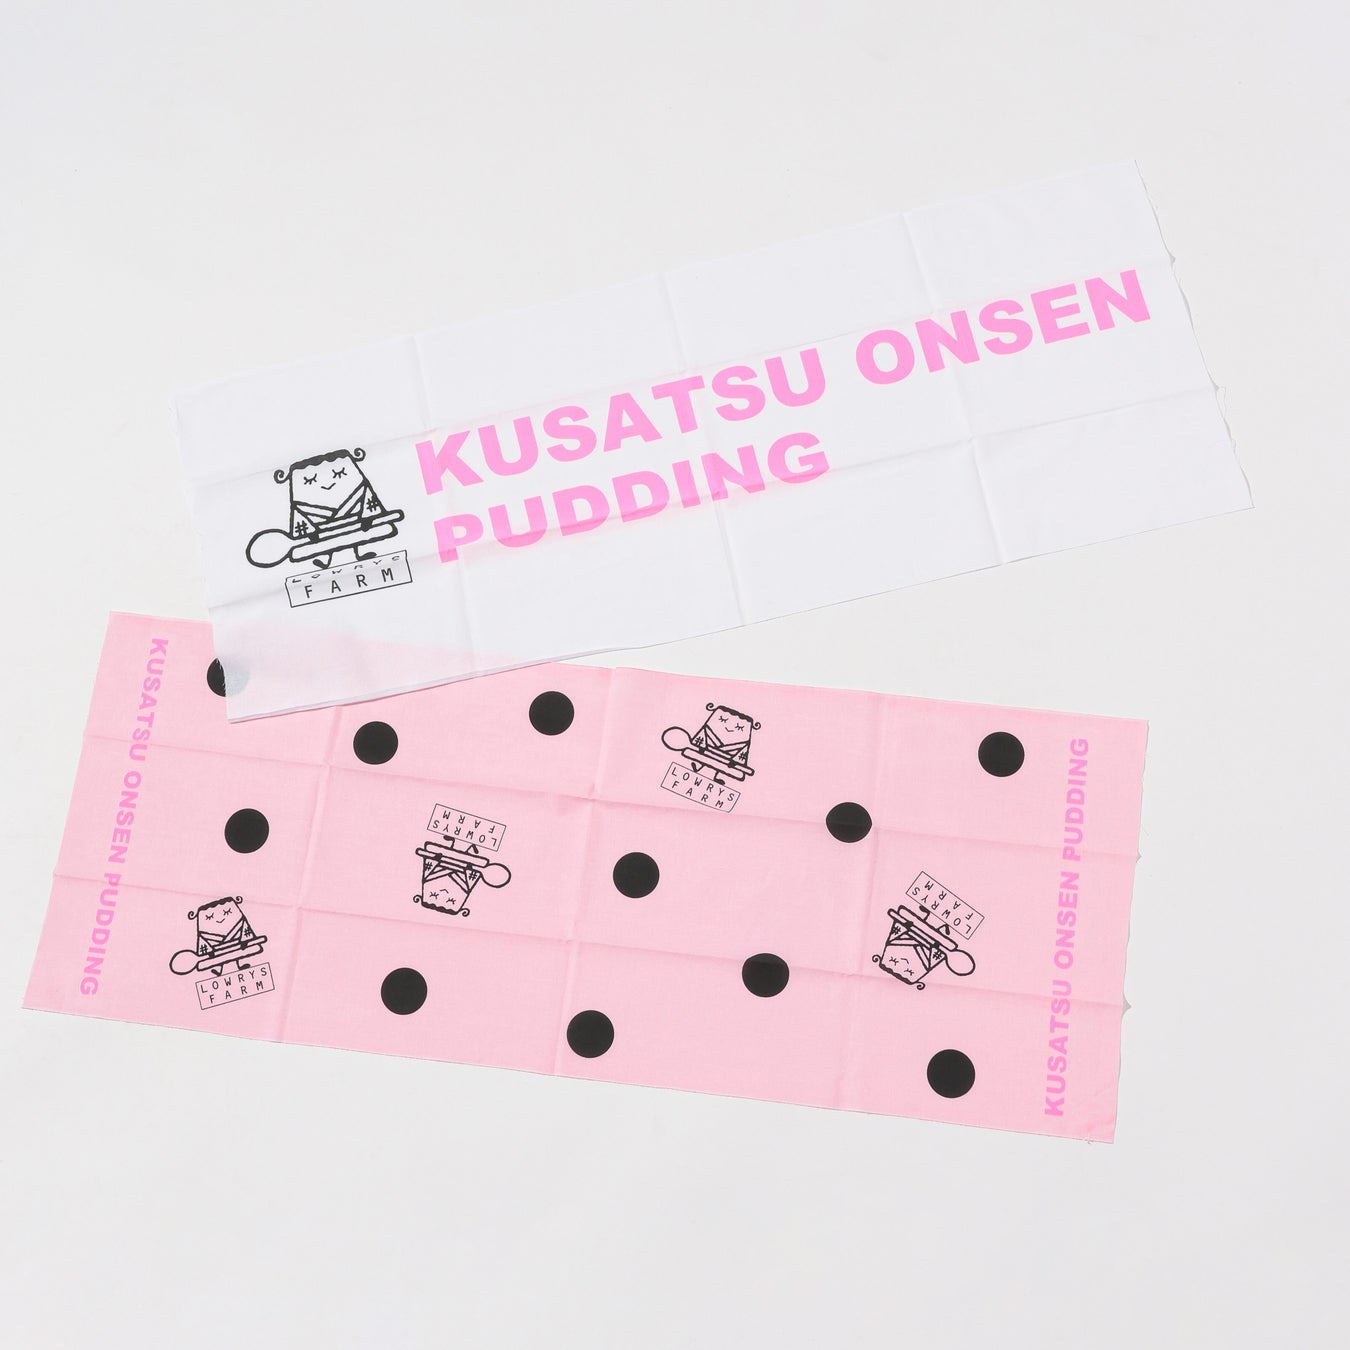 KUSATSU ONSEN
PUDDING
LOWRYS
FARM
KUSATSU ONSEN PUDDING
LOWRYS
FARM
LOWRYS
FARM
LOWRYS
FARM
LOWRYS
FARM
KUSATSU ONSEN PUDDING